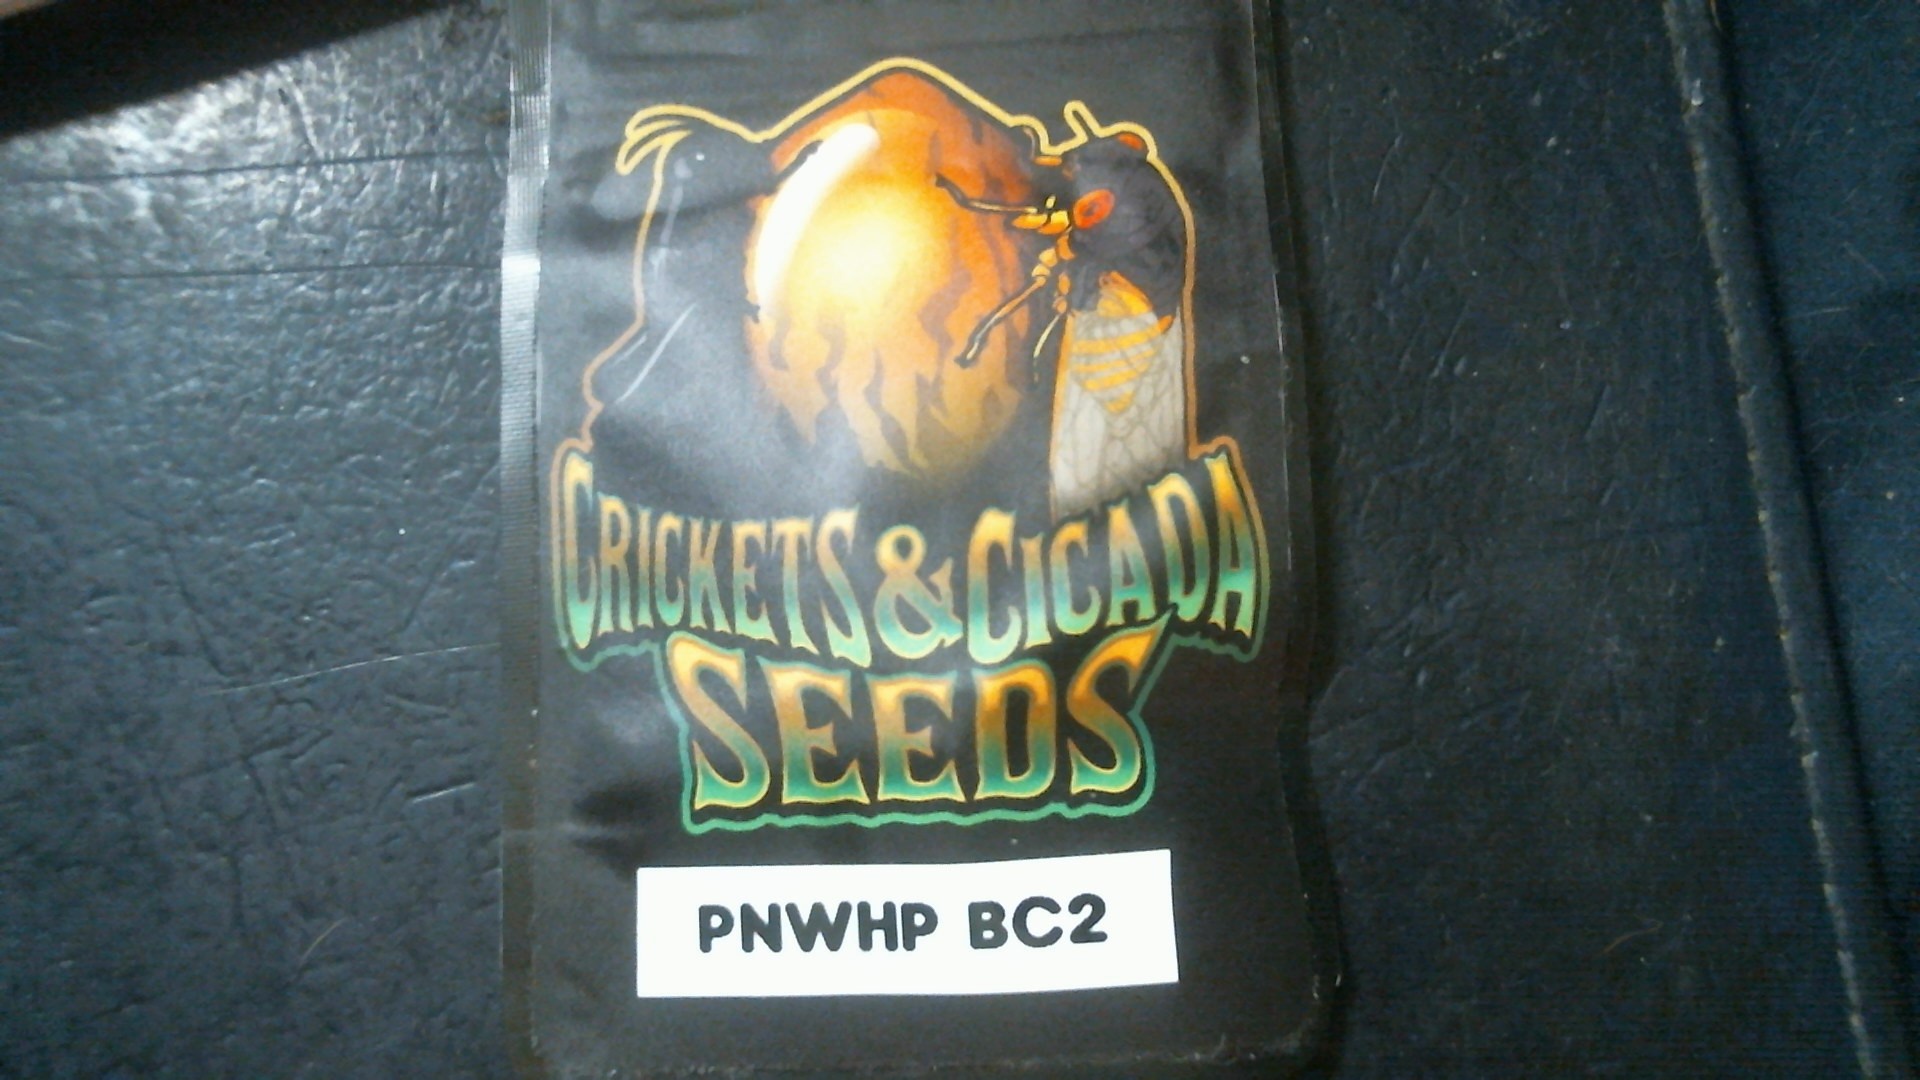 CRICKETS & CICADA
SEEDS
PNWHP BC2